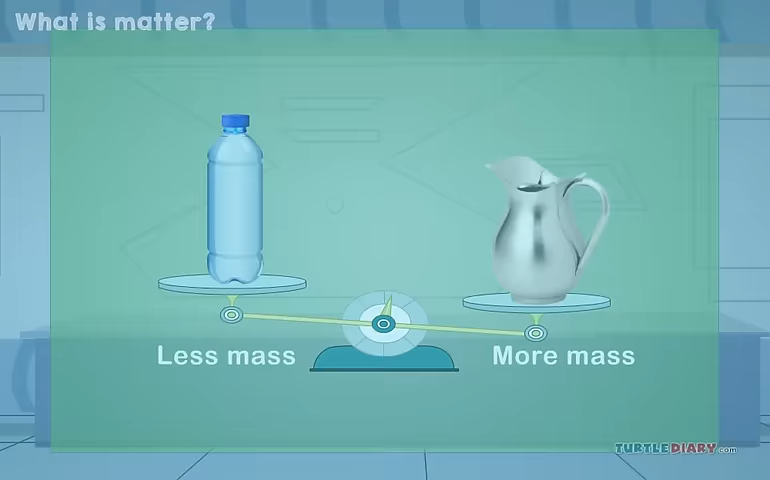 What is matter?
Less mass
More mass
TURTLEDIARY.com